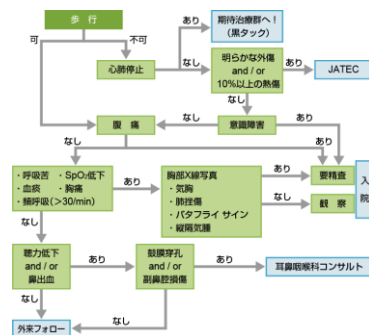 歩 行
可
不可
心肺停止
あり
期待治療群へ！
（黒タック）
なし
明らかな外傷
and / or
10%以上の熱傷
あり
JATEC
なし
腹 痛
なし
意識障害
あり
なし
あり
・呼吸苦 ・SpO₂低下
・血痰 ・胸痛
・頻呼吸（>30/min）
あり
胸部X線写真
・気胸
・肺挫傷
・バタフライ サイン
・縦隔気腫
あり
要精査
なし
観 察
入
院
なし
聴力低下
and / or
鼻出血
あり
鼓膜穿孔
and / or
副鼻腔損傷
あり
耳鼻咽喉科コンサルト
なし
なし
外来フォロー